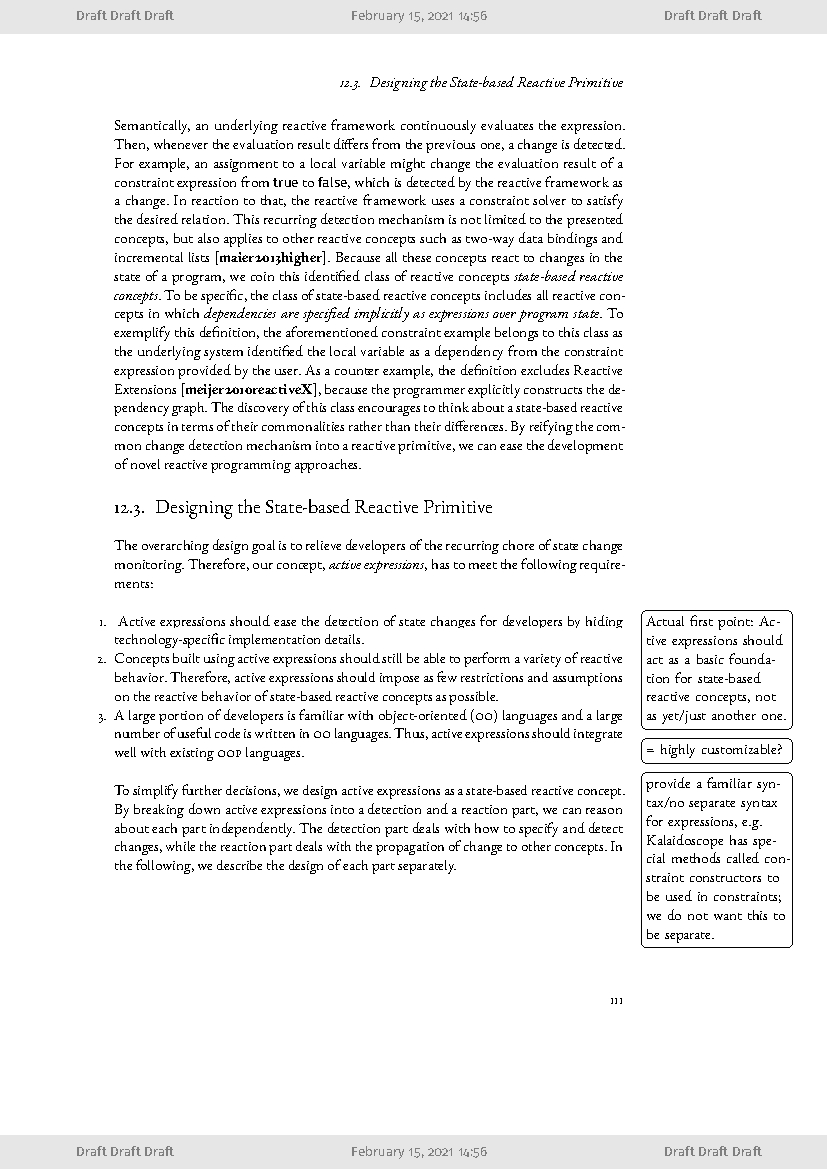 Draft Draft Draft February 15, 2021 14:56 Draft Draft Draft
12.3. Designing the State-based Reactive Primitive
Semantically, an underlying reactive framework continuously evaluates the expression.
Then, whenever the evaluation result differs from the previous one, a change is detected.
For example, an assignment to a local variable might change the evaluation result of a
constraint expression from true to false, which is detected by the reactive framework as
a change. In reaction to that, the reactive framework uses a constraint solver to satisfy
the desired relation. This recurring detection mechanism is not limited to the presented
concepts, but also applies to other reactive concepts such as two-way data bindings and
incremental lists [maier2013higher]. Because all these concepts react to changes in the
state of a program, we coin this identified class of reactive concepts state-based reactive
concepts. To be specific, the class of state-based reactive concepts includes all reactive con-
cepts in which dependencies are specified implicitly as expressions over program state. To
exemplify this definition, the aforementioned constraint example belongs to this class as
the underlying system identified the local variable as a dependency from the constraint
expression provided by the user. As a counter example, the definition excludes Reactive
Extensions [meijer2010reactiveX], because the programmer explicitly constructs the de-
pendency graph. The discovery of this class encourages to think about a state-based reactive
concepts in terms of their commonalities rather than their differences. By reifying the com-
mon change detection mechanism into a reactive primitive, we can ease the development
of novel reactive programming approaches.
12.3. Designing the State-based Reactive Primitive
The overarching design goal is to relieve developers of the recurring chore of state change
monitoring. Therefore, our concept, active expressions, has to meet the following require-
ments:
1. Active expressions should ease the detection of state changes for developers by hiding
technology-specific implementation details.
2. Concepts built using active expressions should still be able to perform a variety of reactive
behavior. Therefore, active expressions should impose as few restrictions and assumptions
on the reactive behavior of state-based reactive concepts as possible.
3. A large portion of developers is familiar with object-oriented (OO) languages and a large
number of useful code is written in OO languages. Thus, active expressions should integrate
well with existing OOP languages.
To simplify further decisions, we design active expressions as a state-based reactive concept.
By breaking down active expressions into a detection and a reaction part, we can reason
about each part independently. The detection part deals with how to specify and detect
changes, while the reaction part deals with the propagation of change to other concepts. In
the following, we describe the design of each part separately.
Actual first point: Ac-
tive expressions should
act as a basic founda-
tion for state-based
reactive concepts, not
as yet/just another one.
= highly customizable?
provide a familiar syn-
tax/no separate syntax
for expressions, e.g.
Kalaidoscope has spe-
cial methods called con-
straint constructors to
be used in constraints;
we do not want this to
be separate.
111
Draft Draft Draft February 15, 2021 14:56 Draft Draft Draft